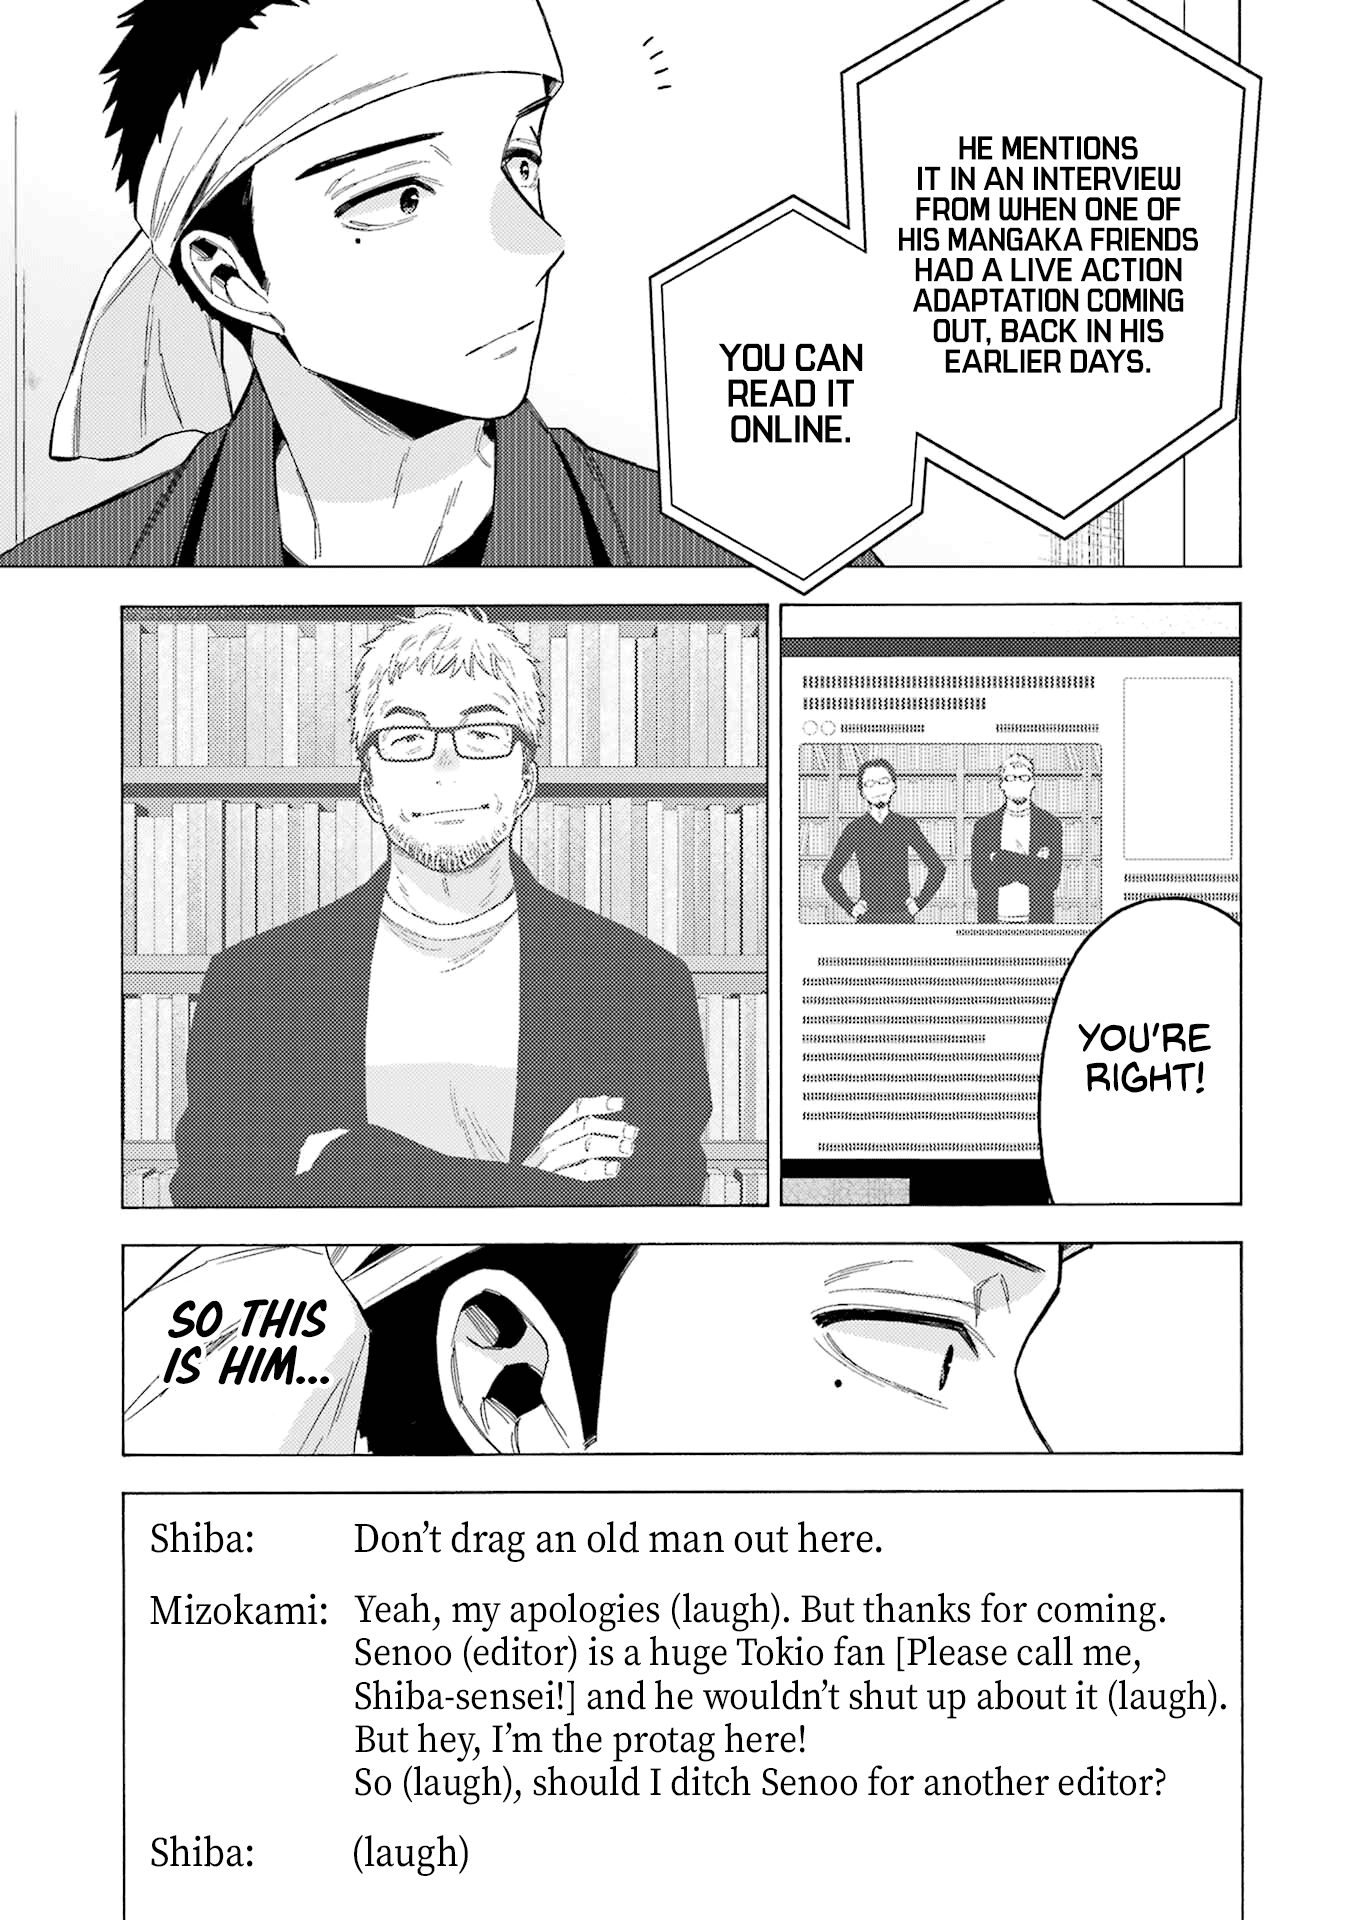 HE MENTIONS
IT IN AN INTERVIEW
FROM WHEN ONE OF
HIS MANGAKA FRIENDS
HAD A LIVE ACTION
ADAPTATION COMING
OUT, BACK IN HIS
EARLIER DAYS.
YOU CAN
READ IT
ONLINE.
YOU'RE
RIGHT!
SO THIS
IS HIM...
Shiba: Don't drag an old man out here.
Mizokami: Yeah, my apologies (laugh). But thanks for coming.
Senoo (editor) is a huge Tokio fan [Please call me,
Shiba-sensei!] and he wouldn't shut up about it (laugh).
But hey, I'm the protag here!
So (laugh), should I ditch Senoo for another editor?
Shiba: (laugh)